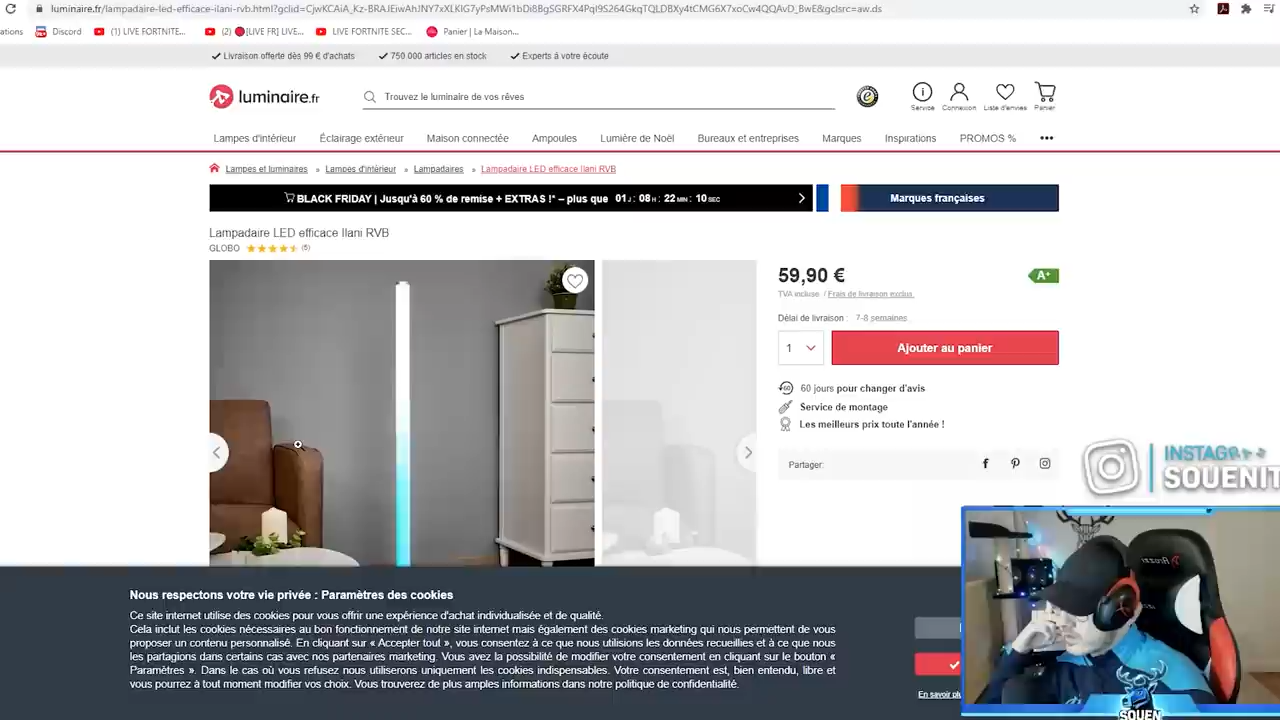 luminaire.fr/lampadaire-led-efficace-ilani-rvb.html?gclid=CjwKCAiA_Kz-BRAJEiwAhJNY7xXLKIG7yPsMWi1bDi8BgSGRFX4PqI9S264GkqTQLDBXy4tCMG6X7xoCw4QQAvD_BwE&gclsrc=aw.ds
ations Discord (1) LIVE FORTNITE... (2) [LIVE FR] LIVE... LIVE FORTNITE SEC... Panier | La Maison...
Livraison offerte dès 99 € d'achats 750 000 articles en stock Experts à votre écoute
luminaire.fr Trouvez le luminaire de vos rêves Service Connexion Liste d'envies Panier
Lampes d'intérieur Éclairage extérieur Maison connectée Ampoules Lumière de Noël Bureaux et entreprises Marques Inspirations PROMOS % •••
Lampes et luminaires » Lampes d'intérieur » Lampadaires » Lampadaire LED efficace Ilani RVB
BLACK FRIDAY | Jusqu'à 60 % de remise + EXTRAS !* – plus que 01 J : 08 H : 22 MIN : 10 SEC
Marques françaises
Lampadaire LED efficace Ilani RVB
GLOBO (5)
59,90 € A+
TVA incluse. / Frais de livraison exclus.
Délai de livraison : 7-8 semaines
1 Ajouter au panier
60 jours pour changer d'avis
Service de montage
Les meilleurs prix toute l'année !
Partager:
SOUENIT
Nous respectons votre vie privée : Paramètres des cookies
Ce site internet utilise des cookies pour vous offrir une expérience d'achat individualisée et de qualité.
Cela inclut les cookies nécessaires au bon fonctionnement de notre site internet mais également des cookies marketing qui nous permettent de vous
proposer un contenu personnalisé. En cliquant sur « Accepter tout », vous consentez à ce que nous utilisions les données recueillies et à ce que nous
les partagions dans certains cas avec nos partenaires marketing. Vous avez la possibilité de modifier votre consentement en cliquant sur le bouton «
Paramètres ». Dans le cas où vous refusez nous utiliserons uniquement les cookies indispensables. Votre consentement est, bien entendu, libre et
vous pourrez à tout moment modifier vos choix. Vous trouverez de plus amples informations dans notre politique de confidentialité.
En savoir plu
SOUEN